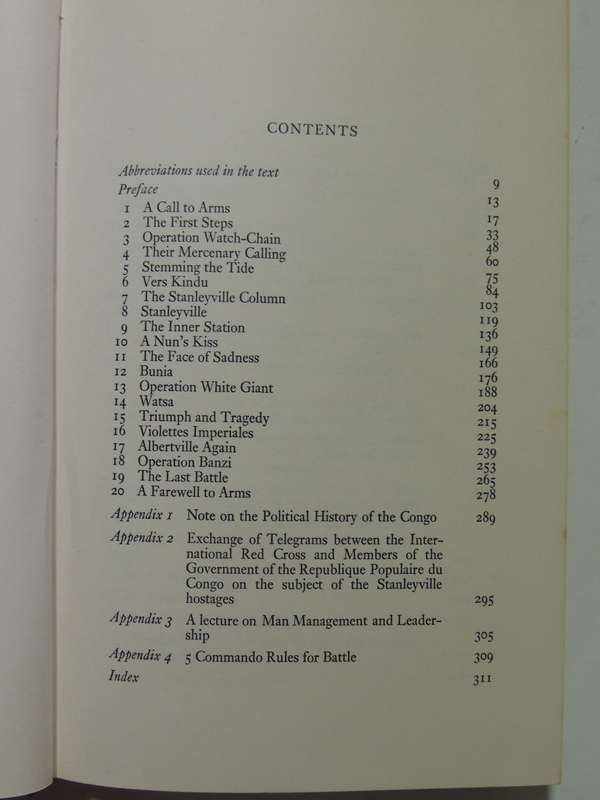 CONTENTS
Abbreviations used in the text 9
Preface 13
1 A Call to Arms 17
2 The First Steps 33
3 Operation Watch-Chain 48
4 Their Mercenary Calling 60
5 Stemming the Tide 75
6 Vers Kindu 84
7 The Stanleyville Column 103
8 Stanleyville 119
9 The Inner Station 136
10 A Nun's Kiss 149
11 The Face of Sadness 166
12 Bunia 176
13 Operation White Giant 188
14 Watsa 204
15 Triumph and Tragedy 215
16 Violettes Imperiales 225
17 Albertville Again 239
18 Operation Banzi 253
19 The Last Battle 265
20 A Farewell to Arms 278
Appendix 1 Note on the Political History of the Congo 289
Appendix 2 Exchange of Telegrams between the Inter-
national Red Cross and Members of the
Government of the Republique Populaire du
Congo on the subject of the Stanleyville
hostages 295
Appendix 3 A lecture on Man Management and Leader-
ship 305
Appendix 4 5 Commando Rules for Battle 309
Index 311